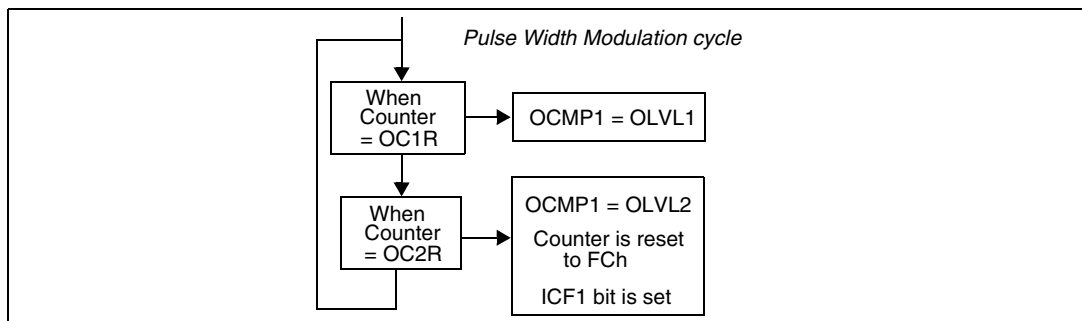 Pulse Width Modulation cycle
When
Counter
= OC1R
OCMP1 = OLVL1
When
Counter
= OC2R
OCMP1 = OLVL2
Counter is reset
to FCh
ICF1 bit is set